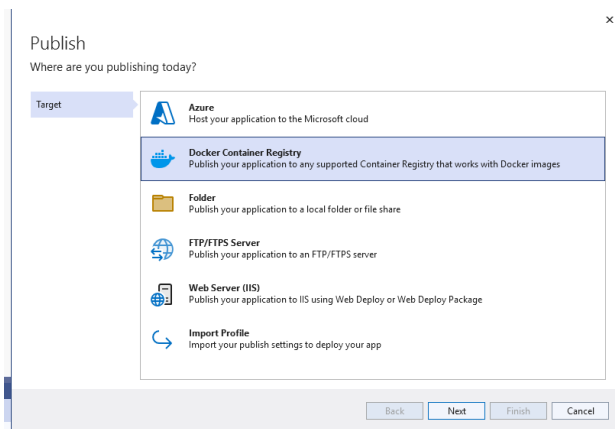 Publish
Where are you publishing today?
Target
Azure
Host your application to the Microsoft cloud
Docker Container Registry
Publish your application to any supported Container Registry that works with Docker images
Folder
Publish your application to a local folder or file share
FTP/FTPS Server
Publish your application to an FTP/FTPS server
Web Server (IIS)
Publish your application to IIS using Web Deploy or Web Deploy Package
Import Profile
Import your publish settings to deploy your app
Back Next Finish Cancel